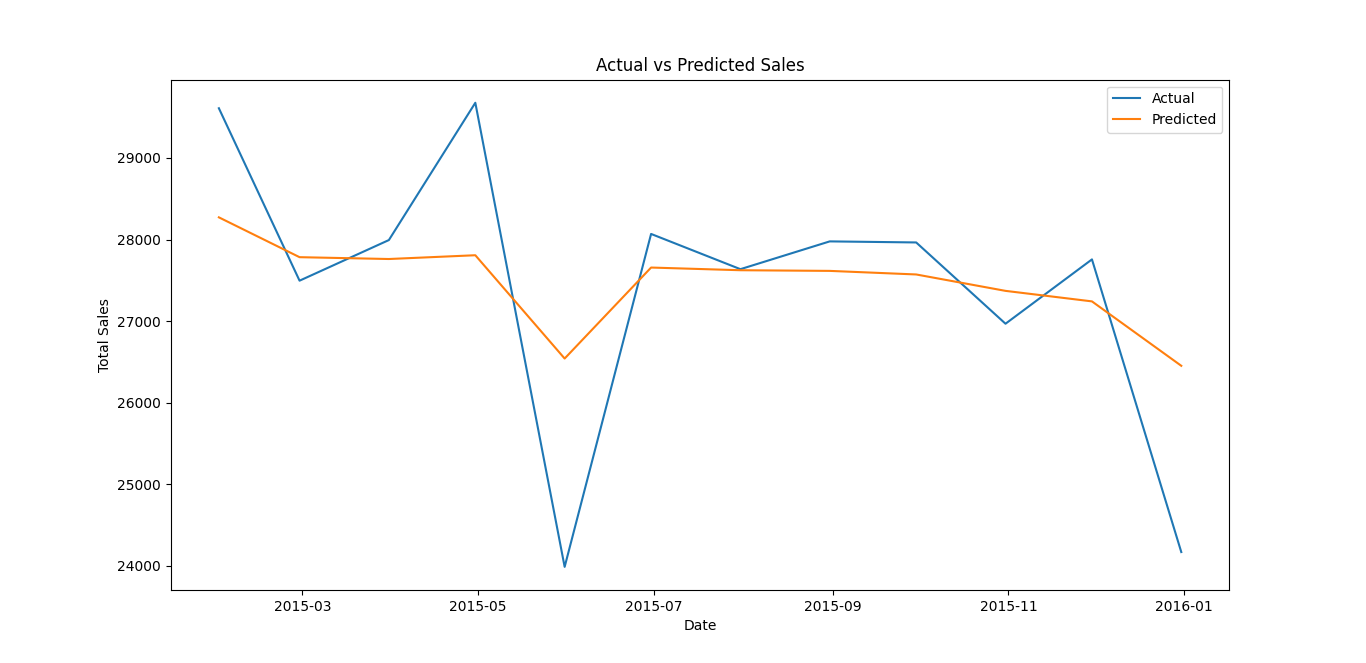 Actual vs Predicted Sales
Actual
Predicted
Total Sales
29000
28000
27000
26000
25000
24000
2015-03 2015-05 2015-07 2015-09 2015-11 2016-01
Date